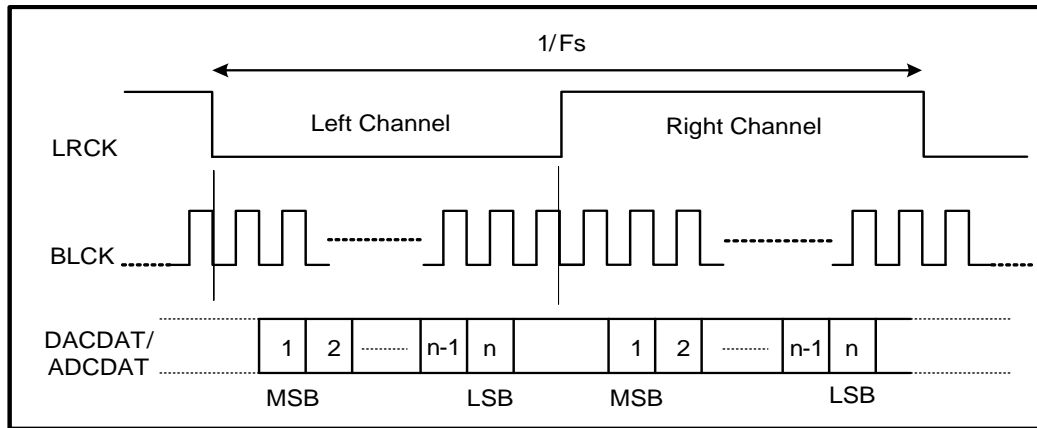 1/Fs
Left Channel
Right Channel
LRCK
BLCK
DACDAT/
ADCDAT
1 2 n-1 n 1 2 n-1 n
MSB LSB MSB LSB